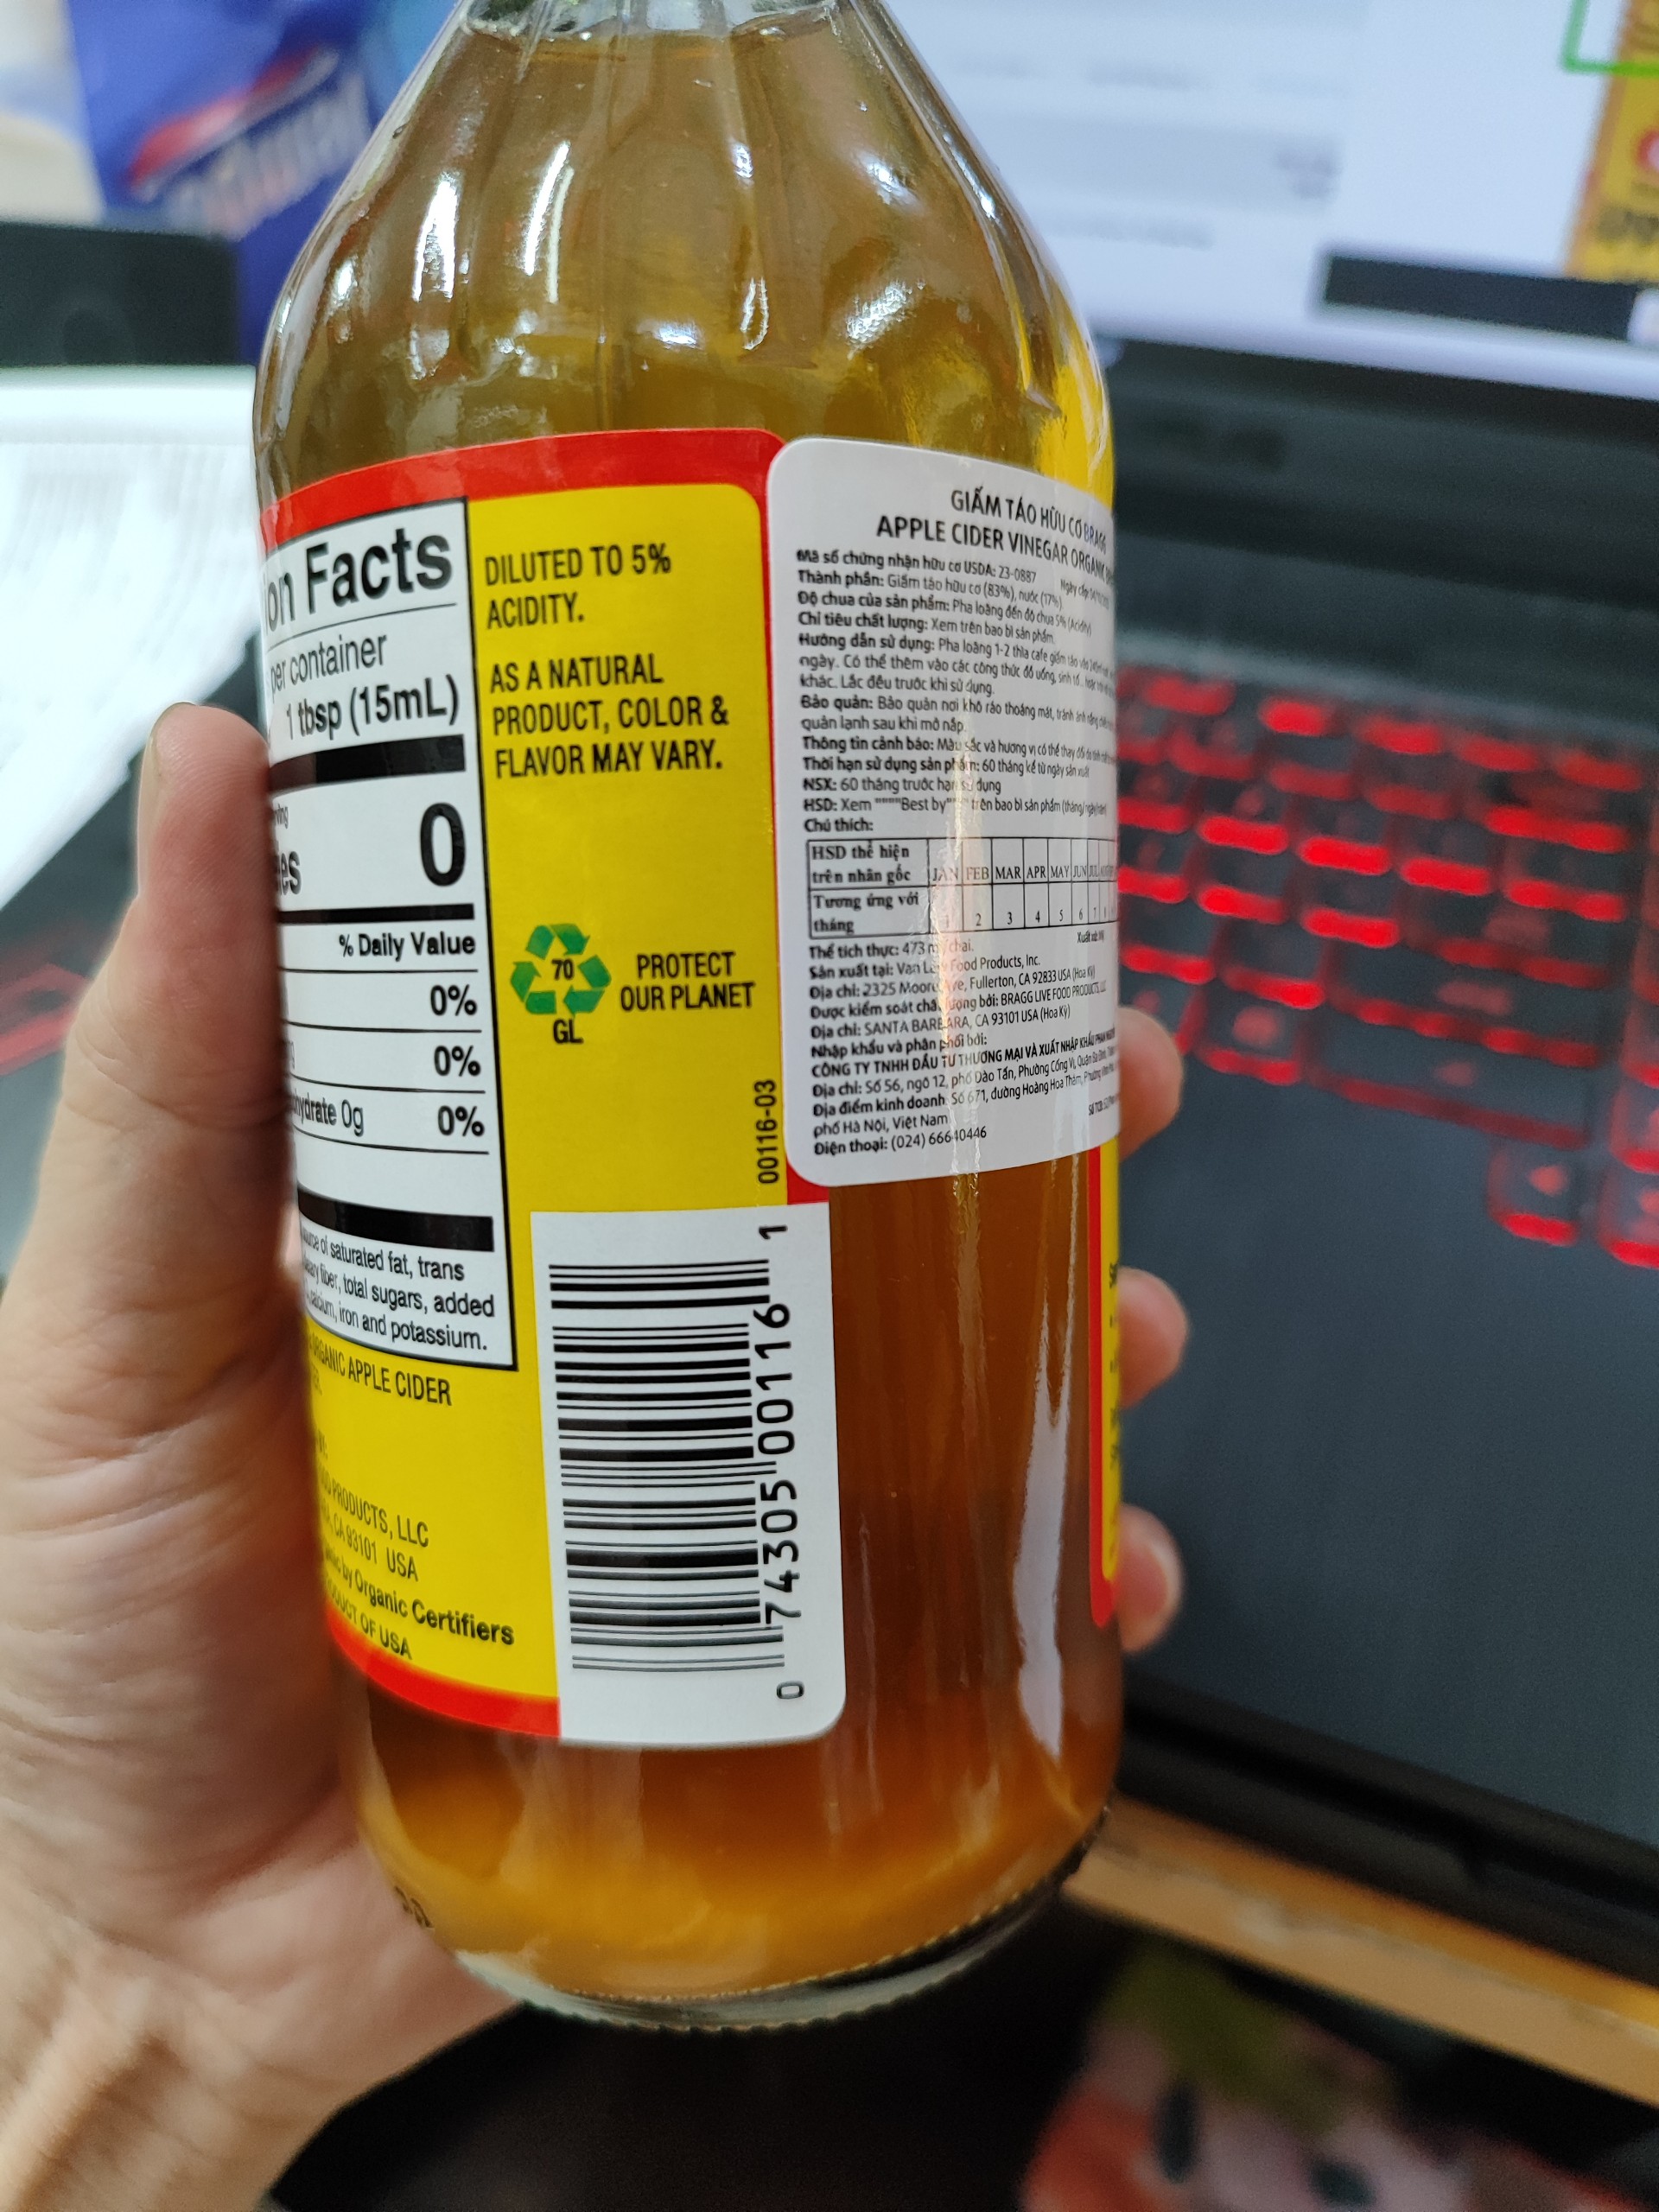 on Facts
per container
1 tbsp (15mL)
0
% Daily Value
0%
0%
0g
0%
of saturated fat, trans
fiber, total sugars, added
iron and potassium.
ORGANIC APPLE CIDER
PRODUCTS, LLC
CA 93101 USA
by Organic Certifiers
OF USA
DILUTED TO 5%
ACIDITY.
AS A NATURAL
PRODUCT, COLOR &
FLAVOR MAY VARY.
70
GL
PROTECT
OUR PLANET
00116-03
0 74305 00116 1
GIẤM TÁO HỮU CƠ BRAGG
APPLE CIDER VINEGAR ORGANIC
Mã số chứng nhận hữu cơ USDA: 23-0887 Ngày cấp
Thành phần: Giấm táo hữu cơ (83%), nước (17%)
Độ chua của sản phẩm: Pha loãng đến độ chua 5% (Acidity)
Chỉ tiêu chất lượng: Xem trên bao bì sản phẩm.
Hướng dẫn sử dụng: Pha loãng 1-2 thìa cafe giấm táo vào
ngày. Có thể thêm vào các công thức đồ uống, sinh tố...
khác. Lắc đều trước khi sử dụng.
Bảo quản: Bảo quản nơi khô ráo thoáng mát, tránh ánh nắng
quản lạnh sau khi mở nắp.
Thông tin cảnh báo: Màu sắc và hương vị có thể thay đổi do
Thời hạn sử dụng sản phẩm: 60 tháng kể từ ngày sản xuất
NSX: 60 tháng trước hạn sử dụng
HSD: Xem """"Best by"" trên bao bì sản phẩm (tháng/ngày/năm)
Chú thích:
HSD thể hiện
trên nhãn gốc JAN FEB MAR APR MAY JUN JUL
Tương ứng với
tháng 1 2 3 4 5 6 7 8
Thể tích thực: 473 ml/chai. Xuất xứ: Mỹ
Sản xuất tại: Van Food Products, Inc.
Địa chỉ: 2325 Moore Ave, Fullerton, CA 92833 USA (Hoa Kỳ)
Được kiểm soát chất lượng bởi: BRAGG LIVE FOOD PRODUCTS, LLC
Địa chỉ: SANTA BARBARA, CA 93101 USA (Hoa Kỳ)
Nhập khẩu và phân phối bởi:
CÔNG TY TNHH ĐẦU TƯ THƯƠNG MẠI VÀ XUẤT NHẬP KHẨU PHAN
Địa chỉ: Số 56, ngõ 12, phố Đào Tấn, Phường Cống Vị, Quận Ba Đình,
Địa điểm kinh doanh: Số 671, đường Hoàng Hoa Thám,
phố Hà Nội, Việt Nam
Điện thoại: (024) 66640446